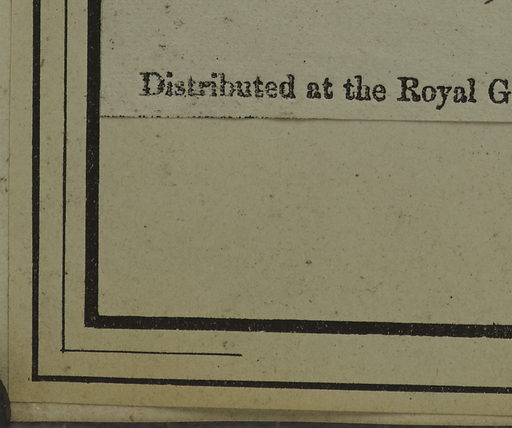 Distributed at the Royal G